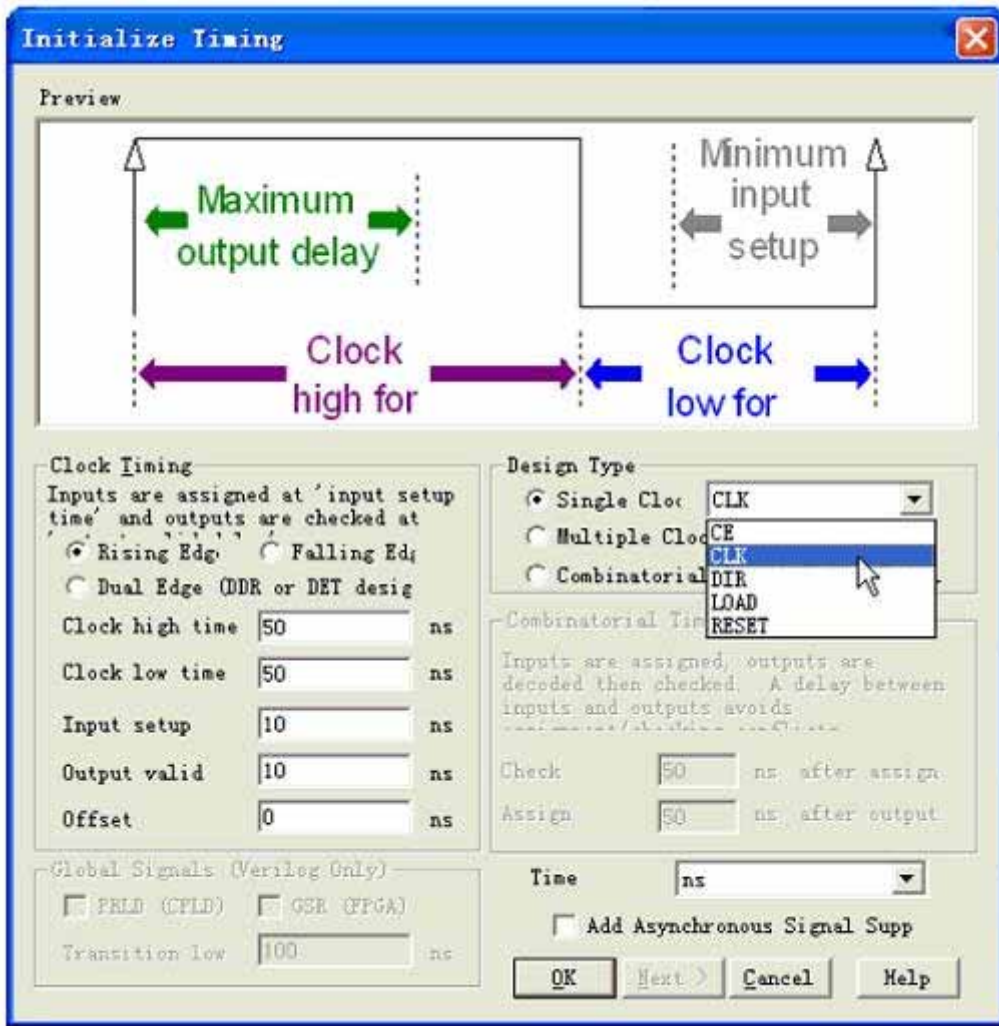 Initialize Timing
Preview
Maximum
output delay
Minimum
input
setup
Clock
high for
Clock
low for
Clock Timing
Inputs are assigned at 'input setup
time' and outputs are checked at
Rising Edg
Falling Ed
Dual Edge (DDR or DET desig
Clock high time 50 ns
Clock low time 50 ns
Input setup 10 ns
Output valid 10 ns
Offset 0 ns
Global Signals (Verilog Only)
PRLD (CPLD) GSR (FPGA)
Transition low 100 ns
Design Type
Single Cloc CLK
Multiple Cloc
Combinatorial
CE
CLK
DIR
LOAD
RESET
Combinatorial Tim
Inputs are assigned, outputs are
decoded then checked. A delay between
inputs and outputs avoids
Check 50 ns after assign
Assign 50 ns after output
Time ns
Add Asynchronous Signal Supp
OK Next > Cancel Help